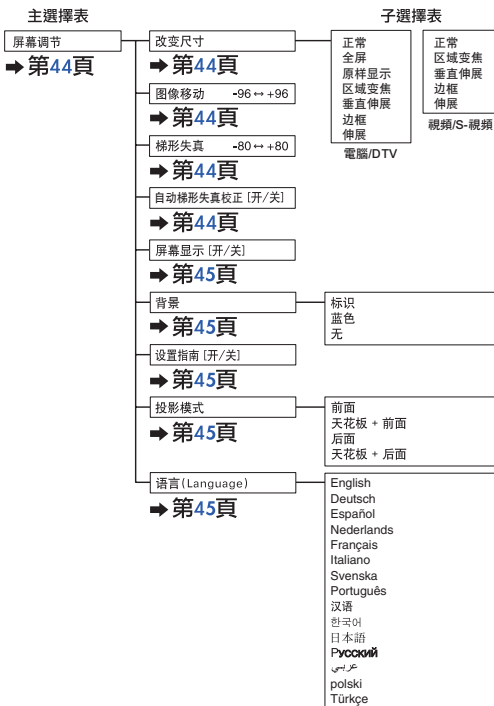 主選擇表
子選擇表
屏幕调节
➡ 第44頁
改变尺寸
➡ 第44頁
正常
全屏
原样显示
区域变焦
垂直伸展
边框
伸展
電腦/DTV
正常
区域变焦
垂直伸展
边框
伸展
視頻/S-視頻
图像移动 -96 ↔ +96
➡ 第44頁
梯形失真 -80 ↔ +80
➡ 第44頁
自动梯形失真校正 [开/关]
➡ 第44頁
屏幕显示 [开/关]
➡ 第45頁
背景
➡ 第45頁
标识
蓝色
无
设置指南 [开/关]
➡ 第45頁
投影模式
➡ 第45頁
前面
天花板 + 前面
后面
天花板 + 后面
语言(Language)
➡ 第45頁
English
Deutsch
Español
Nederlands
Français
Italiano
Svenska
Português
汉语
한국어
日本語
Русский
عربي
polski
Türkçe